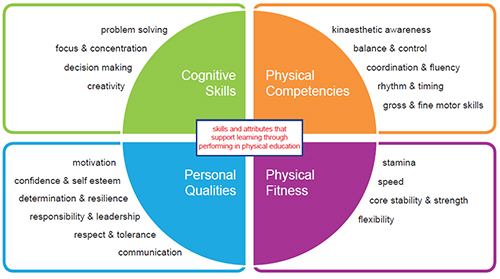 problem solving
focus & concentration
decision making
creativity
Cognitive
Skills
kinaesthetic awareness
balance & control
coordination & fluency
rhythm & timing
gross & fine motor skills
Physical
Competencies
skills and attributes that
support learning through
performing in physical education
motivation
confidence & self esteem
determination & resilience
responsibility & leadership
respect & tolerance
communication
Personal
Qualities
stamina
speed
core stability & strength
flexibility
Physical
Fitness